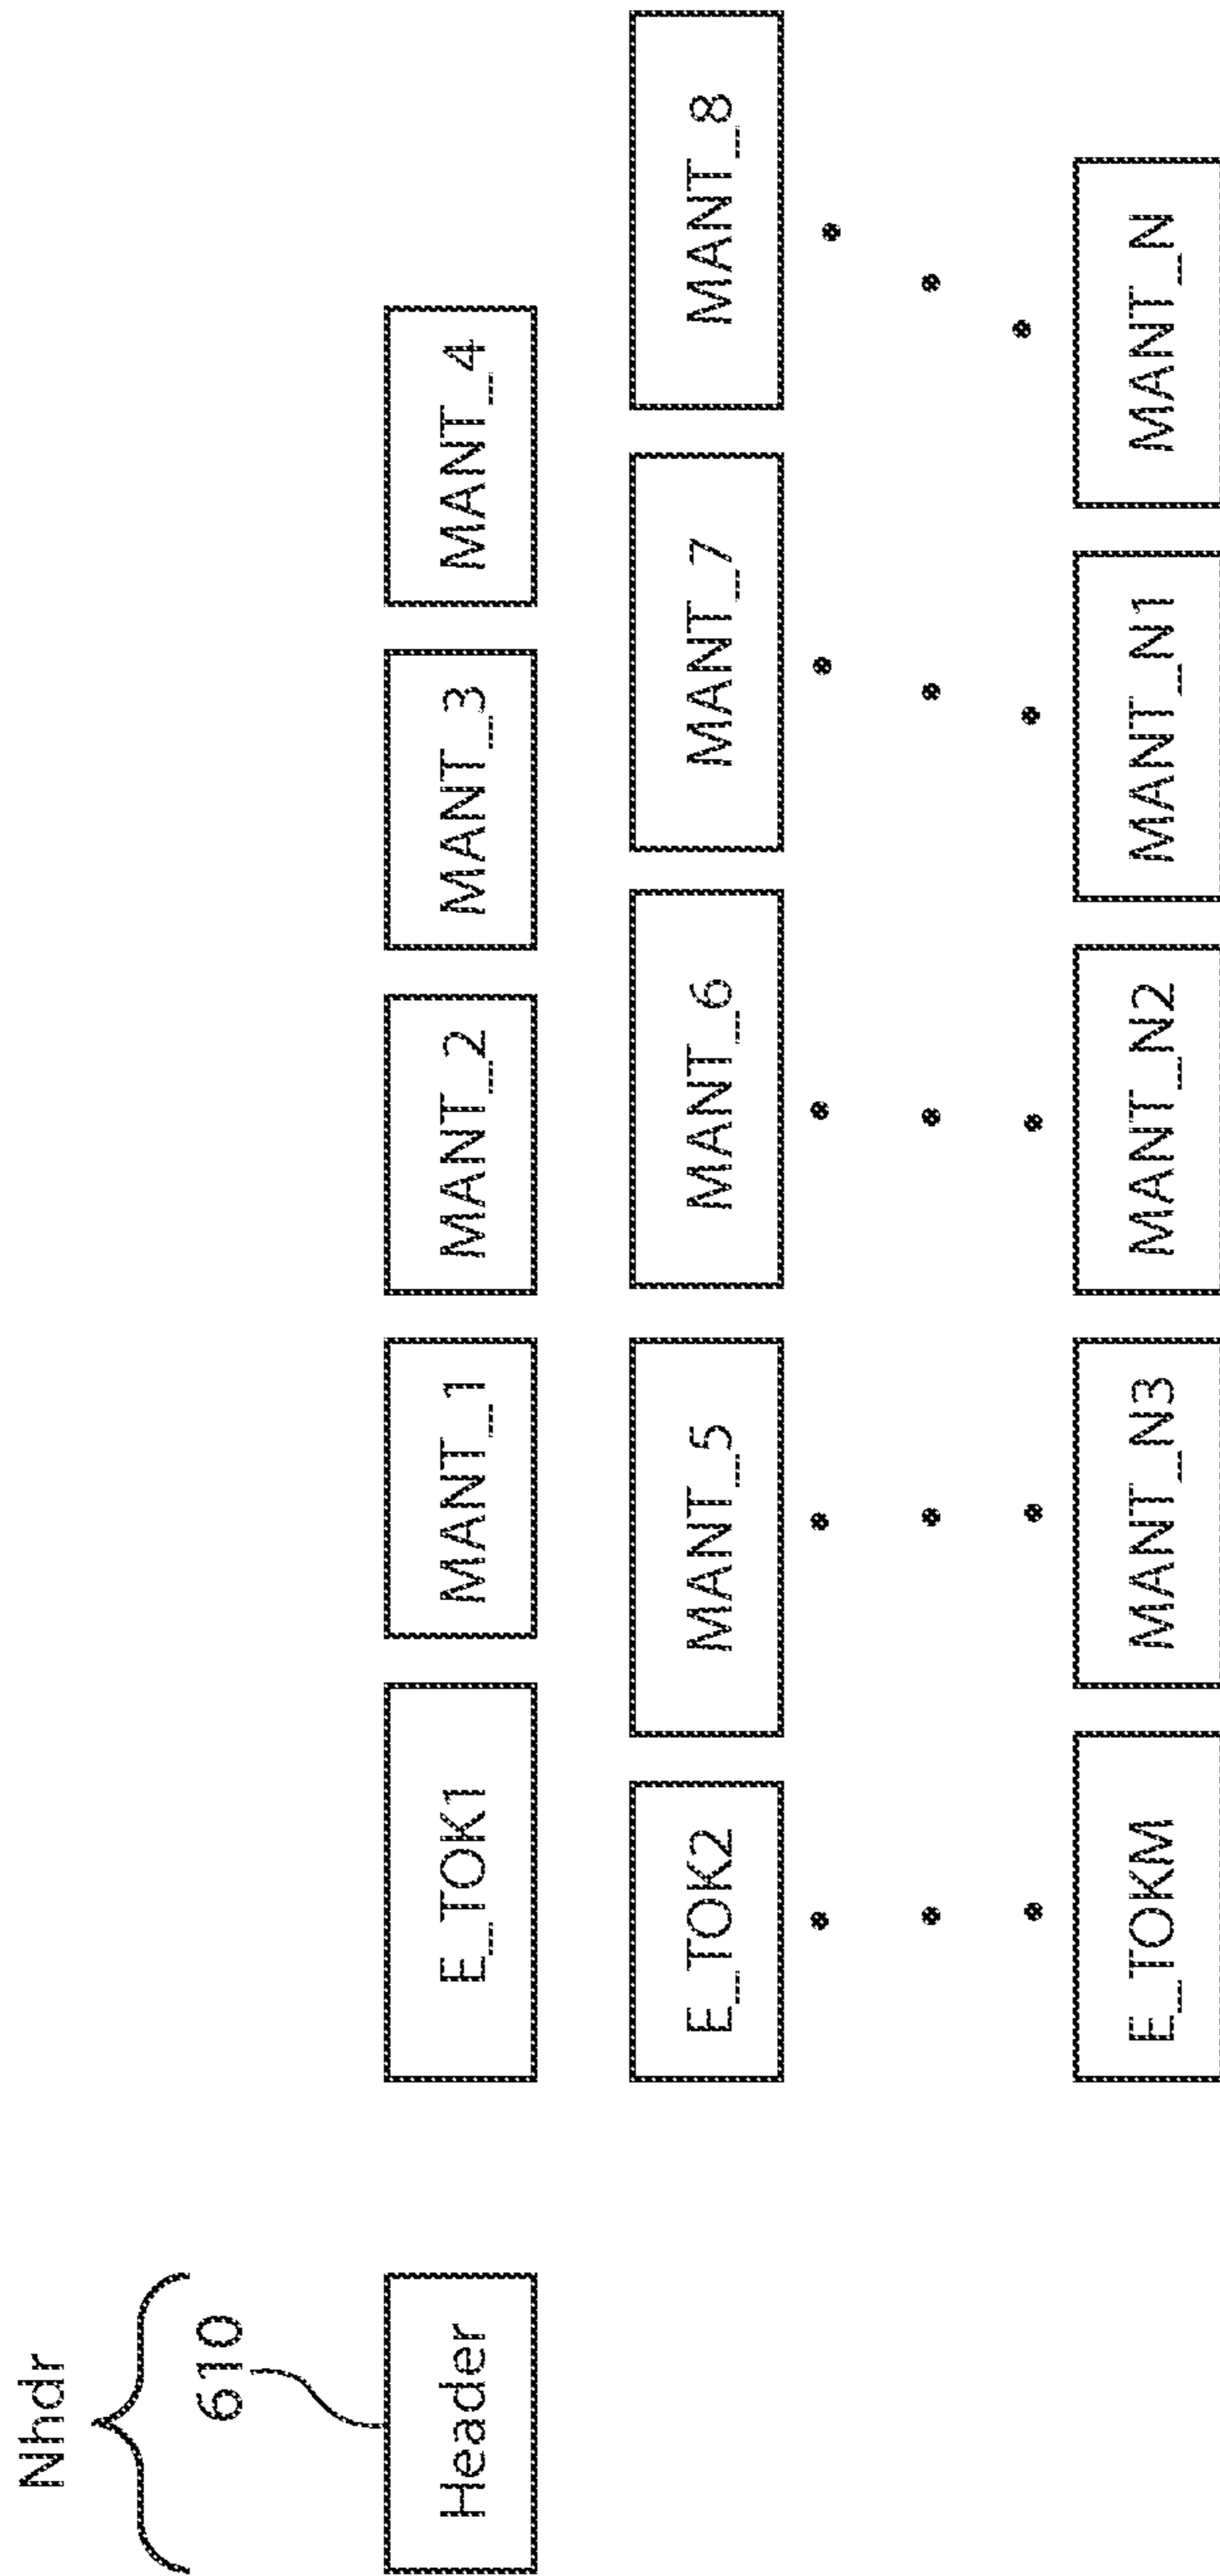 Nhdr
610
Header
E_TOK1 MANT_1 MANT_2 MANT_3 MANT_4
E_TOK2 MANT_5 MANT_6 MANT_7 MANT_8
E_TOKM MANT_N3 MANT_N2 MANT_N1 MANT_N